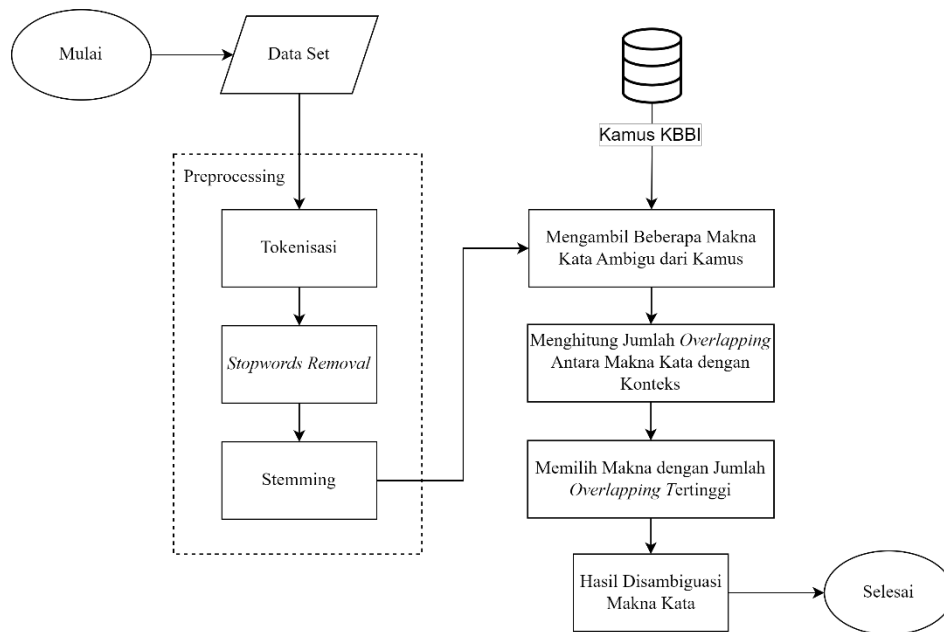 Mulai
Data Set
Kamus KBBI
Preprocessing
Tokenisasi
Stopwords Removal
Stemming
Mengambil Beberapa Makna
Kata Ambigu dari Kamus
Menghitung Jumlah Overlapping
Antara Makna Kata dengan
Konteks
Memilih Makna dengan Jumlah
Overlapping Tertinggi
Hasil Disambiguasi
Makna Kata
Selesai